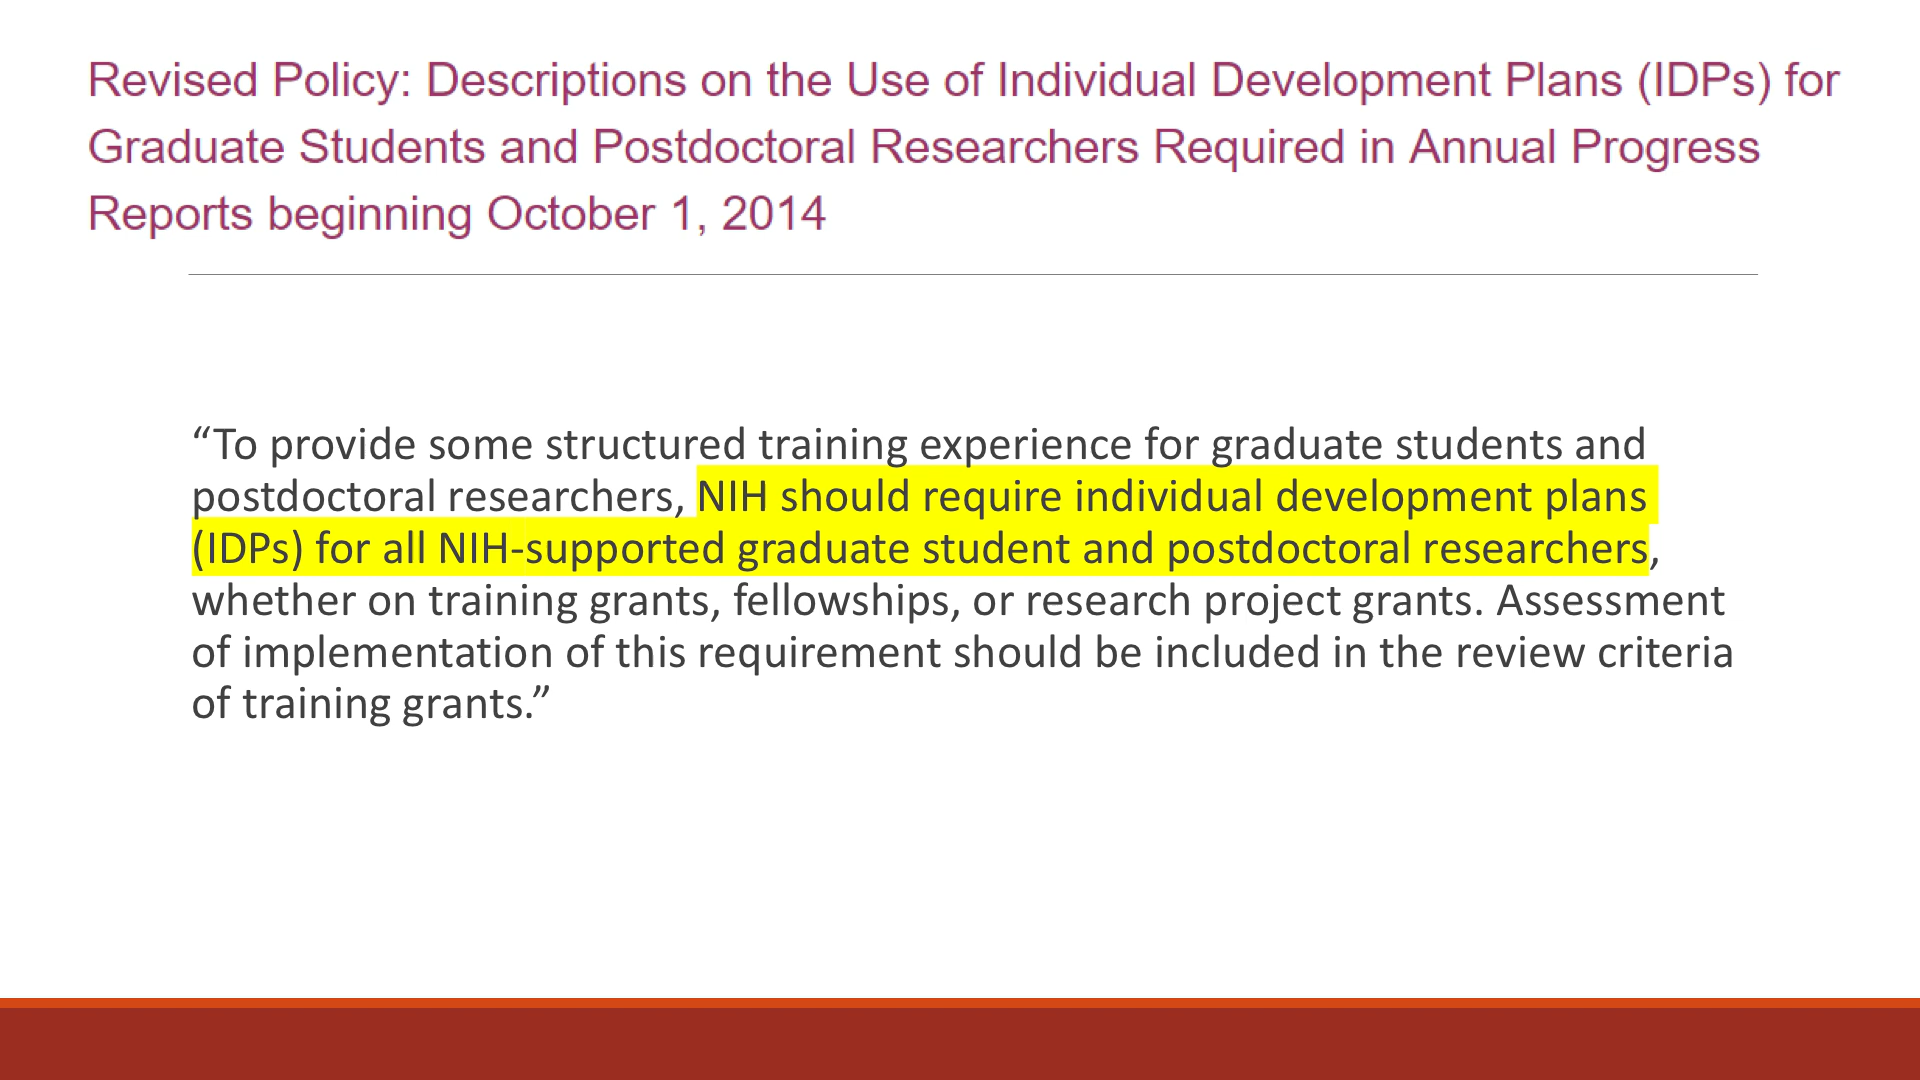 Revised Policy: Descriptions on the Use of Individual Development Plans (IDPs) for
Graduate Students and Postdoctoral Researchers Required in Annual Progress
Reports beginning October 1, 2014
“To provide some structured training experience for graduate students and
postdoctoral researchers, NIH should require individual development plans
(IDPs) for all NIH-supported graduate student and postdoctoral researchers,
whether on training grants, fellowships, or research project grants. Assessment
of implementation of this requirement should be included in the review criteria
of training grants.”